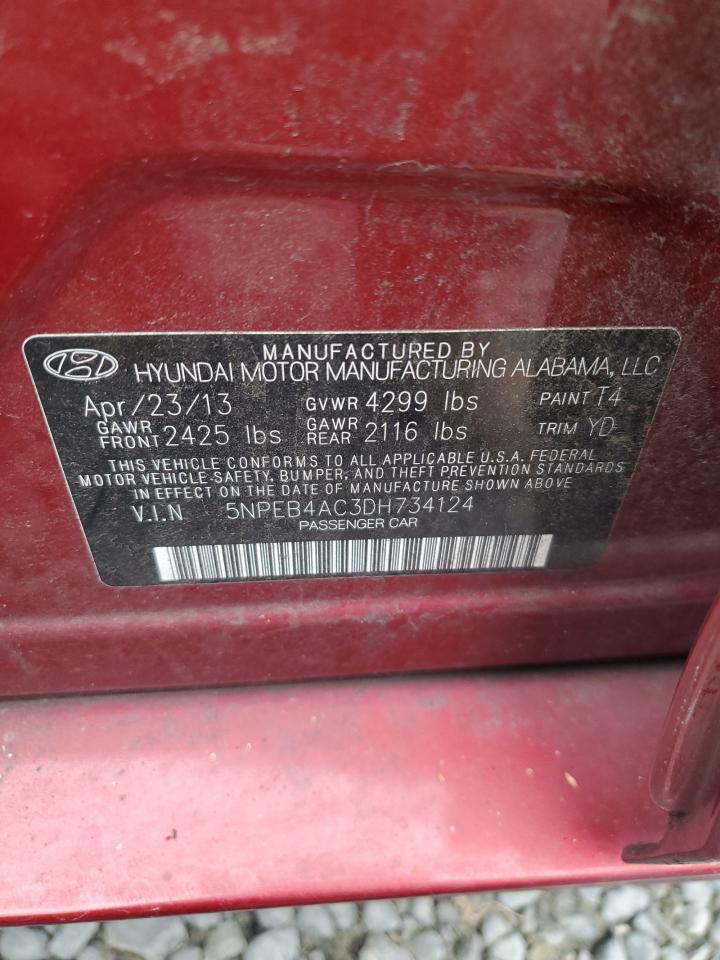 MANUFACTURED BY
HYUNDAI MOTOR MANUFACTURING ALABAMA, LLC
Apr/23/13 GVWR 4299 lbs PAINT T4
GAWR FRONT 2425 lbs GAWR REAR 2116 lbs TRIM YD
THIS VEHICLE CONFORMS TO ALL APPLICABLE U.S.A. FEDERAL
MOTOR VEHICLE SAFETY, BUMPER, AND THEFT PREVENTION STANDARDS
IN EFFECT ON THE DATE OF MANUFACTURE SHOWN ABOVE
V.I.N 5NPEB4AC3DH734124
PASSENGER CAR